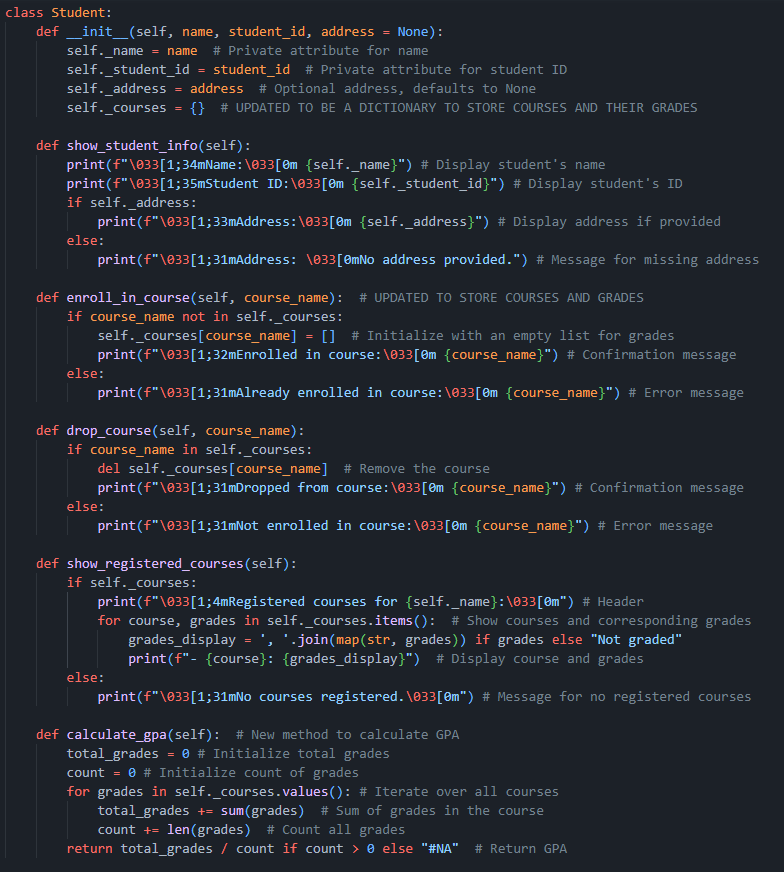 class Student:
    def __init__(self, name, student_id, address = None):
        self._name = name  # Private attribute for name
        self._student_id = student_id  # Private attribute for student ID
        self._address = address  # Optional address, defaults to None
        self._courses = {}  # UPDATED TO BE A DICTIONARY TO STORE COURSES AND THEIR GRADES

    def show_student_info(self):
        print(f"\033[1;34mName:\033[0m {self._name}") # Display student's name
        print(f"\033[1;35mStudent ID:\033[0m {self._student_id}") # Display student's ID
        if self._address:
            print(f"\033[1;33mAddress:\033[0m {self._address}") # Display address if provided
        else:
            print(f"\033[1;31mAddress: \033[0mNo address provided.") # Message for missing address

    def enroll_in_course(self, course_name):  # UPDATED TO STORE COURSES AND GRADES
        if course_name not in self._courses:
            self._courses[course_name] = []  # Initialize with an empty list for grades
            print(f"\033[1;32mEnrolled in course:\033[0m {course_name}") # Confirmation message
        else:
            print(f"\033[1;31mAlready enrolled in course:\033[0m {course_name}") # Error message

    def drop_course(self, course_name):
        if course_name in self._courses:
            del self._courses[course_name]  # Remove the course
            print(f"\033[1;31mDropped from course:\033[0m {course_name}") # Confirmation message
        else:
            print(f"\033[1;31mNot enrolled in course:\033[0m {course_name}") # Error message

    def show_registered_courses(self):
        if self._courses:
            print(f"\033[1;4mRegistered courses for {self._name}:\033[0m") # Header
            for course, grades in self._courses.items():  # Show courses and corresponding grades
                grades_display = ', '.join(map(str, grades)) if grades else "Not graded"
                print(f"- {course}: {grades_display}")  # Display course and grades
        else:
            print(f"\033[1;31mNo courses registered.\033[0m") # Message for no registered courses

    def calculate_gpa(self):  # New method to calculate GPA
        total_grades = 0 # Initialize total grades
        count = 0 # Initialize count of grades
        for grades in self._courses.values(): # Iterate over all courses
            total_grades += sum(grades)  # Sum of grades in the course
            count += len(grades)  # Count all grades
        return total_grades / count if count > 0 else "#NA"  # Return GPA